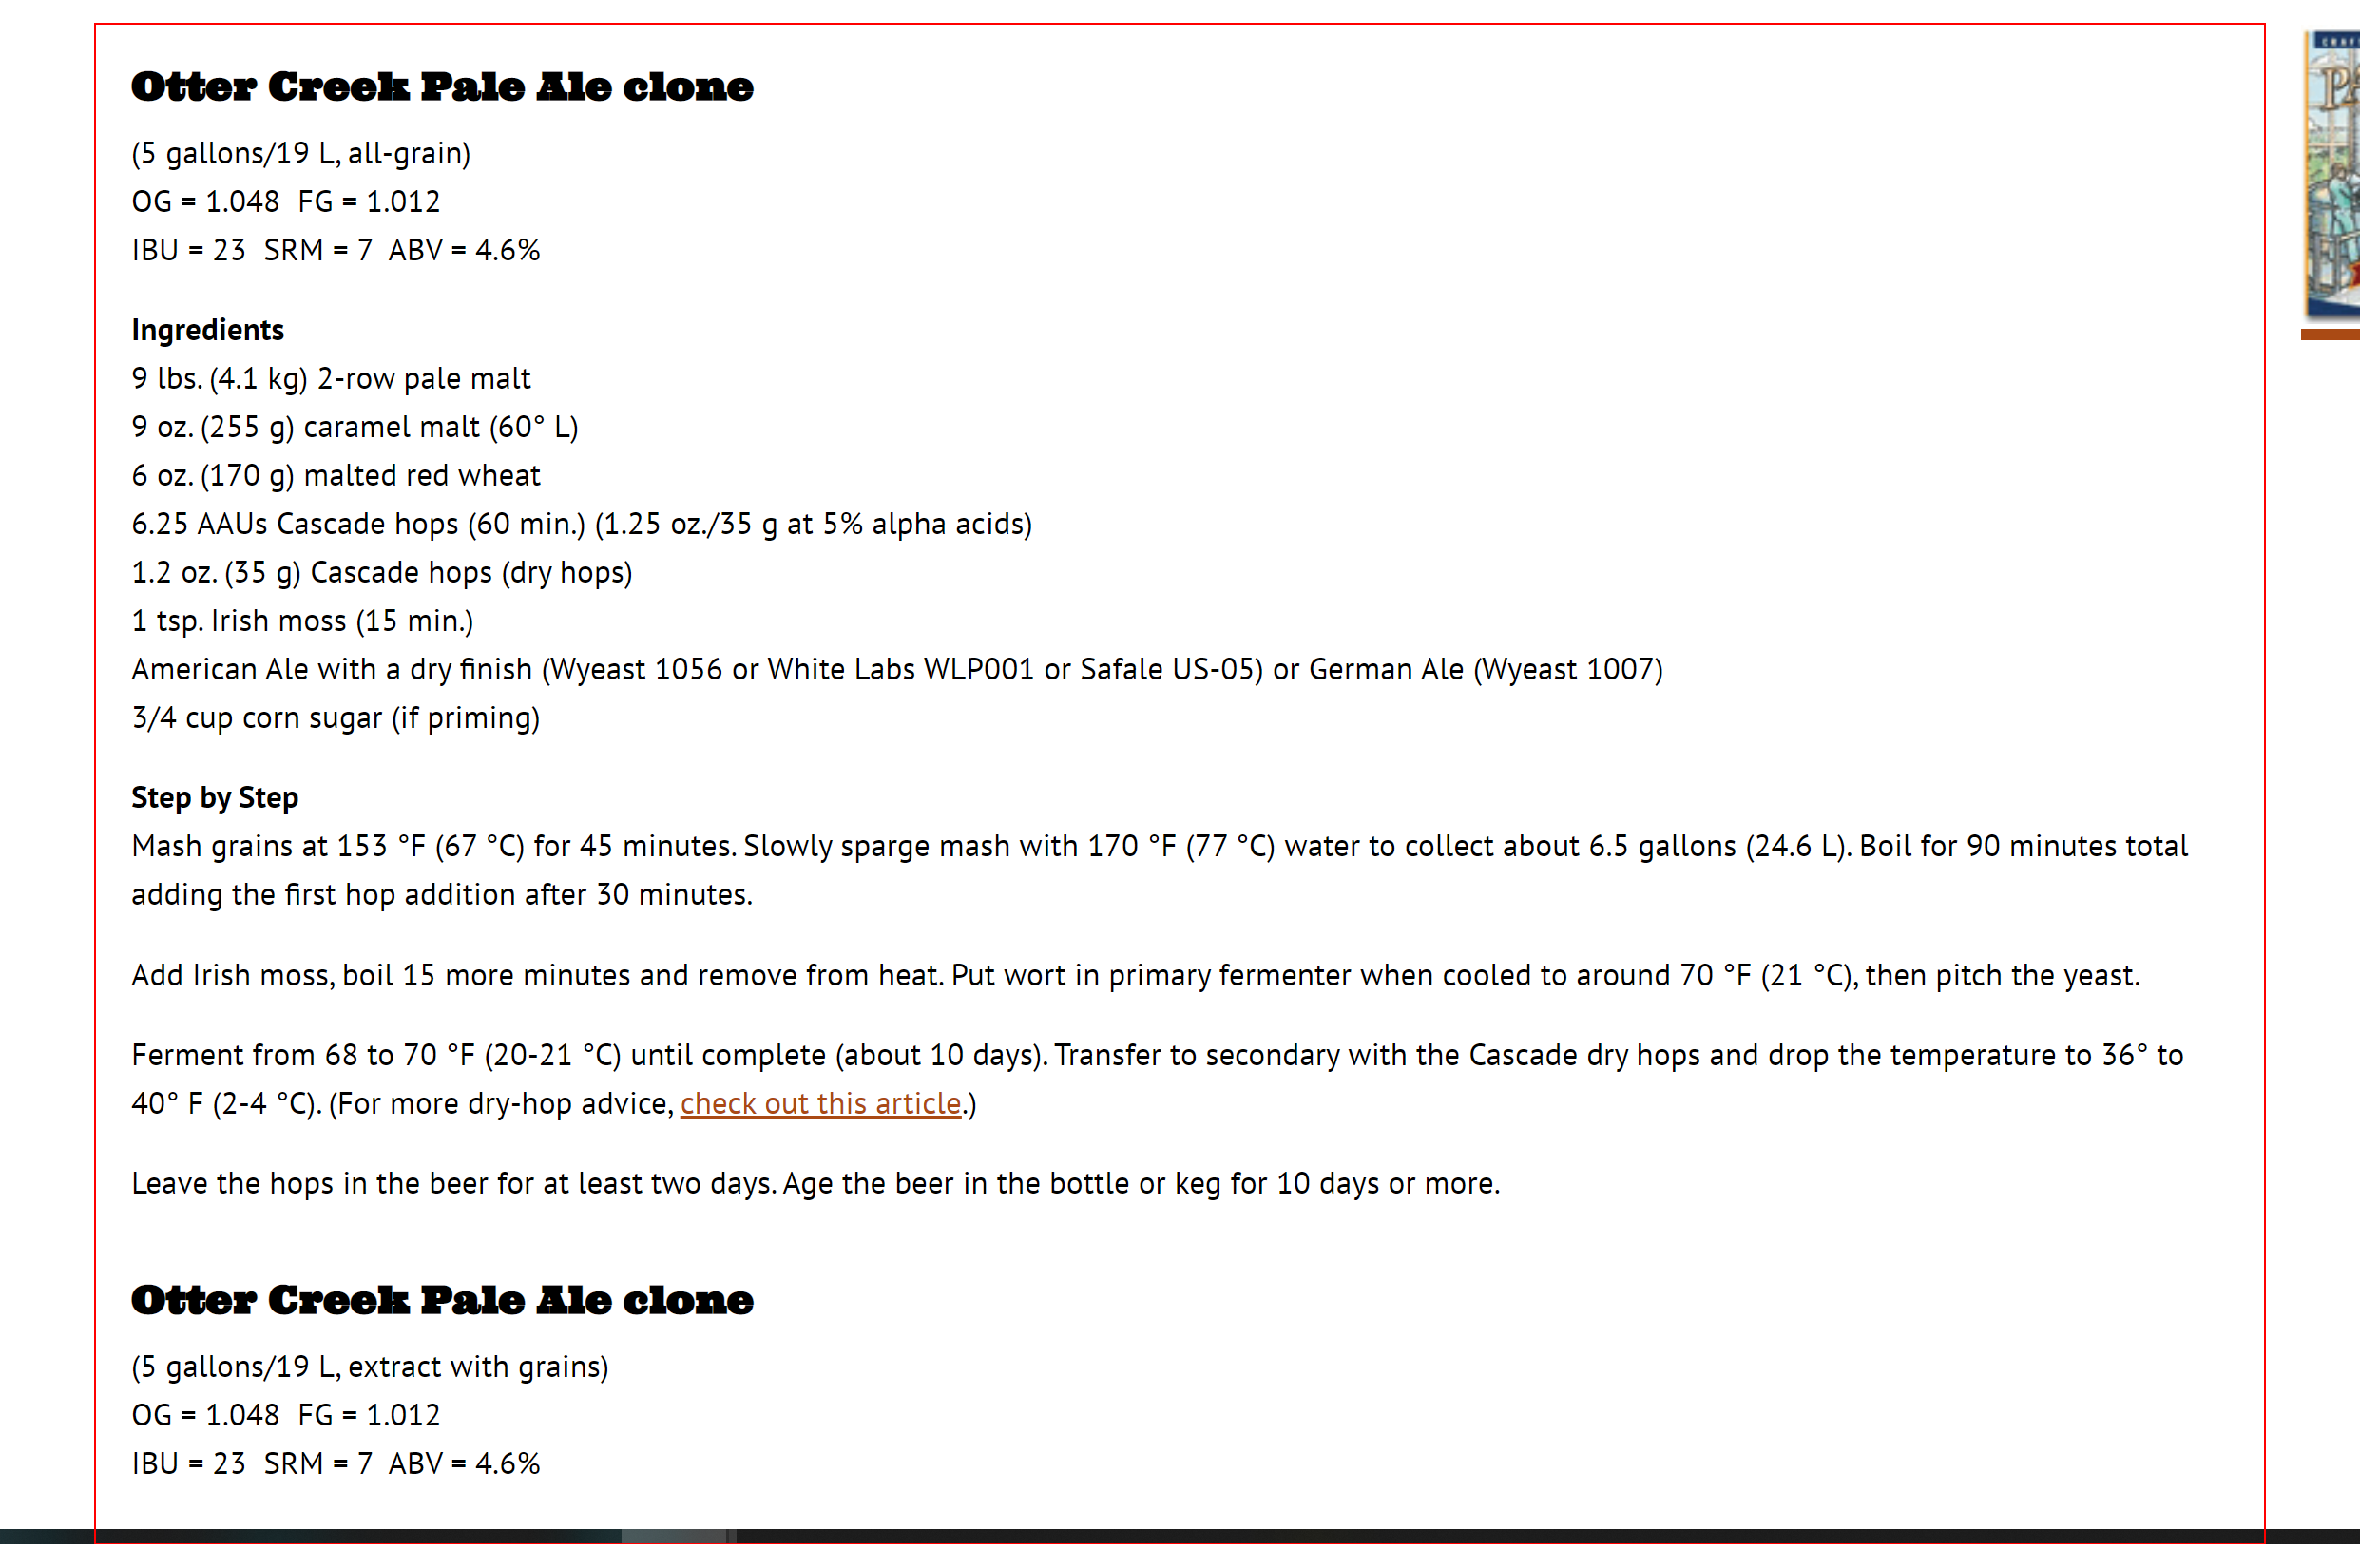 Otter Creek Pale Ale clone
(5 gallons/19 L, all-grain)
OG = 1.048  FG = 1.012
IBU = 23  SRM = 7  ABV = 4.6%
Ingredients
9 lbs. (4.1 kg) 2-row pale malt
9 oz. (255 g) caramel malt (60° L)
6 oz. (170 g) malted red wheat
6.25 AAUs Cascade hops (60 min.) (1.25 oz./35 g at 5% alpha acids)
1.2 oz. (35 g) Cascade hops (dry hops)
1 tsp. Irish moss (15 min.)
American Ale with a dry finish (Wyeast 1056 or White Labs WLP001 or Safale US-05) or German Ale (Wyeast 1007)
3/4 cup corn sugar (if priming)
Step by Step
Mash grains at 153 °F (67 °C) for 45 minutes. Slowly sparge mash with 170 °F (77 °C) water to collect about 6.5 gallons (24.6 L). Boil for 90 minutes total
adding the first hop addition after 30 minutes.
Add Irish moss, boil 15 more minutes and remove from heat. Put wort in primary fermenter when cooled to around 70 °F (21 °C), then pitch the yeast.
Ferment from 68 to 70 °F (20-21 °C) until complete (about 10 days). Transfer to secondary with the Cascade dry hops and drop the temperature to 36° to
40° F (2-4 °C). (For more dry-hop advice, check out this article.)
Leave the hops in the beer for at least two days. Age the beer in the bottle or keg for 10 days or more.
Otter Creek Pale Ale clone
(5 gallons/19 L, extract with grains)
OG = 1.048  FG = 1.012
IBU = 23  SRM = 7  ABV = 4.6%